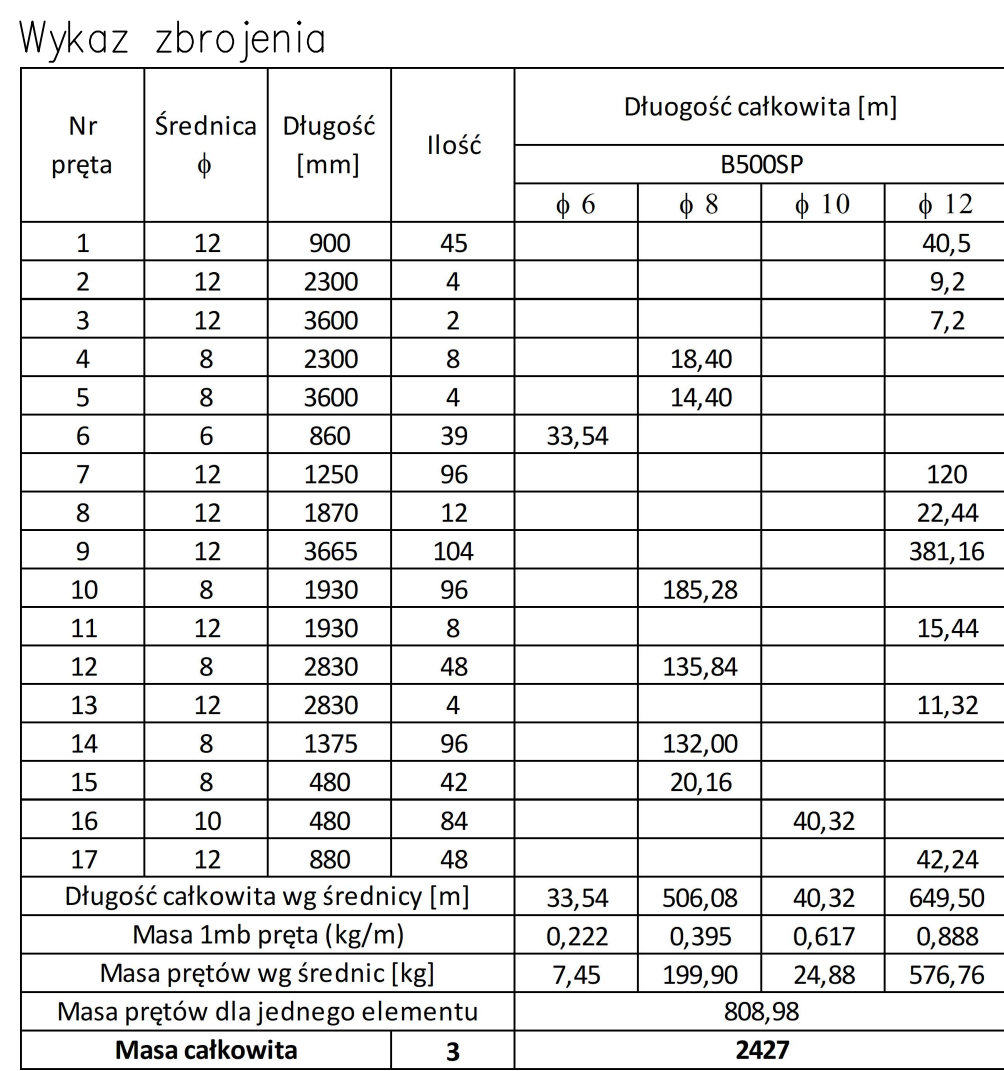 Wykaz zbrojenia
Nr pręta Średnica ϕ Długość [mm] Ilość Dłuogość całkowita [m]
B500SP
ϕ 6 ϕ 8 ϕ 10 ϕ 12
1 12 900 45 40,5
2 12 2300 4 9,2
3 12 3600 2 7,2
4 8 2300 8 18,40
5 8 3600 4 14,40
6 6 860 39 33,54
7 12 1250 96 120
8 12 1870 12 22,44
9 12 3665 104 381,16
10 8 1930 96 185,28
11 12 1930 8 15,44
12 8 2830 48 135,84
13 12 2830 4 11,32
14 8 1375 96 132,00
15 8 480 42 20,16
16 10 480 84 40,32
17 12 880 48 42,24
Długość całkowita wg średnicy [m] 33,54 506,08 40,32 649,50
Masa 1mb pręta (kg/m) 0,222 0,395 0,617 0,888
Masa prętów wg średnic [kg] 7,45 199,90 24,88 576,76
Masa prętów dla jednego elementu 808,98
Masa całkowita 3 2427